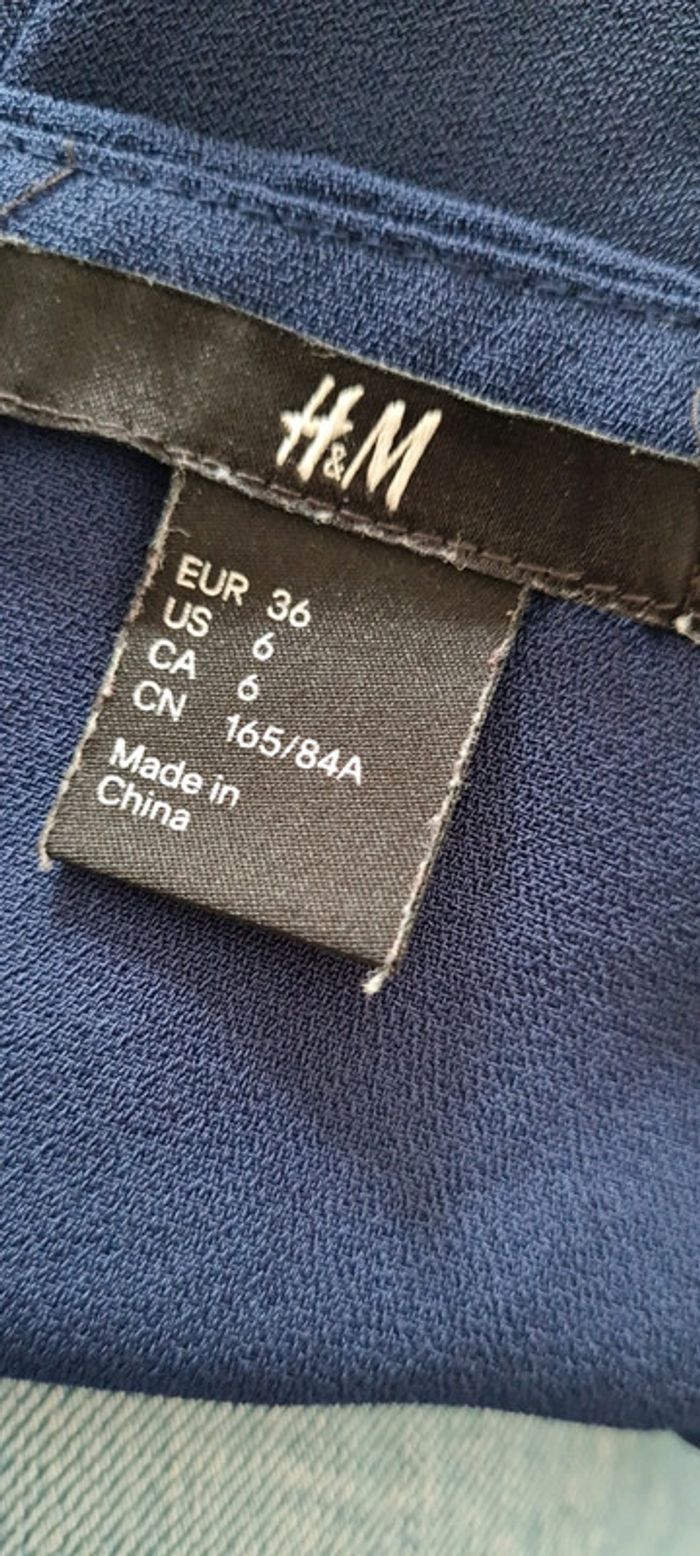 H&M
EUR 36
US 6
CA 6
CN 165/84A
Made in
China